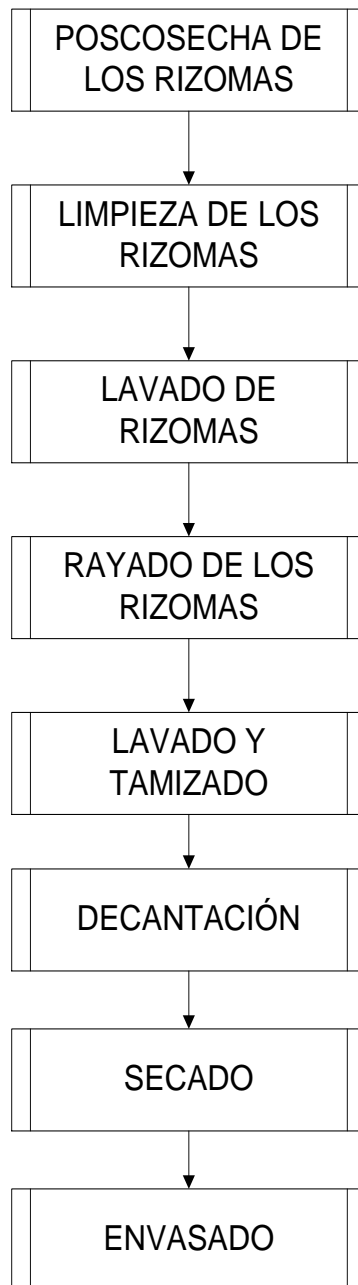 POSCOSECHA DE
LOS RIZOMAS
LIMPIEZA DE LOS
RIZOMAS
LAVADO DE
RIZOMAS
RAYADO DE LOS
RIZOMAS
LAVADO Y
TAMIZADO
DECANTACIÓN
SECADO
ENVASADO